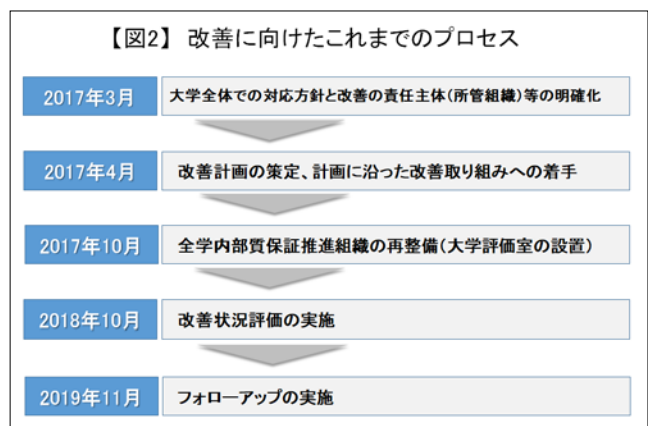 【図2】 改善に向けたこれまでのプロセス
2017年3月
大学全体での対応方針と改善の責任主体(所管組織)等の明確化
2017年4月
改善計画の策定、計画に沿った改善取り組みへの着手
2017年10月
全学内部質保証推進組織の再整備(大学評価室の設置)
2018年10月
改善状況評価の実施
2019年11月
フォローアップの実施